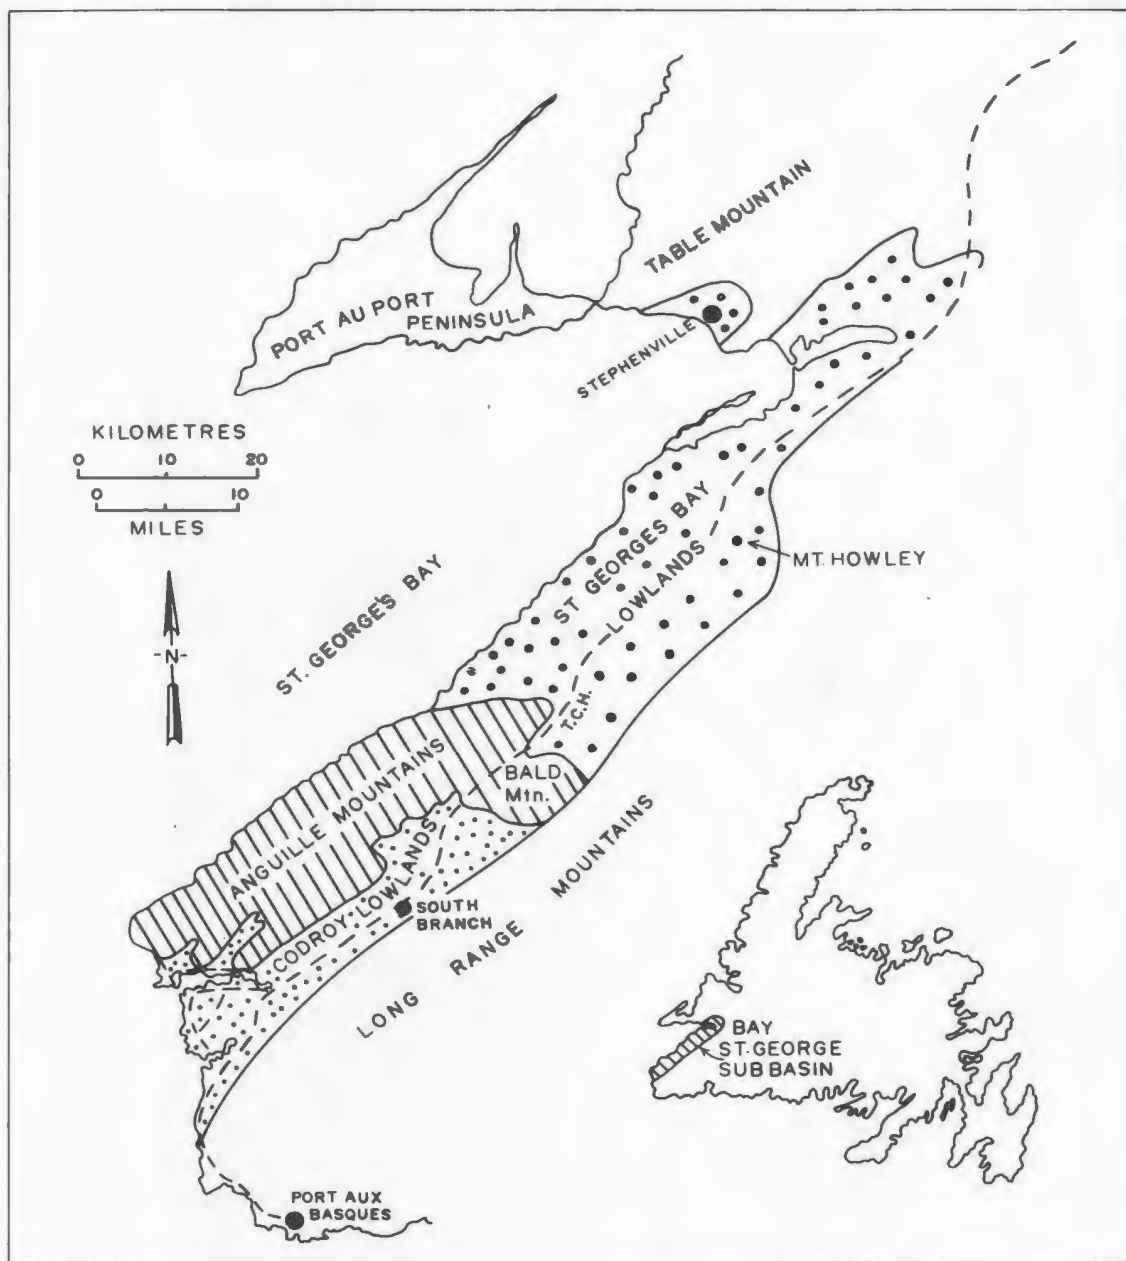 TABLE MOUNTAIN
PORT AU PORT
PENINSULA
STEPHENVILLE
KILOMETRES
0 10 20
0 10
MILES
ST. GEORGES BAY
LOWLANDS
MT. HOWLEY
-N-
ST. GEORGE'S BAY
T.C.H.
ANGUILLE MOUNTAINS
BALD
Mtn.
CODROY LOWLANDS
SOUTH
BRANCH
LONG RANGE MOUNTAINS
BAY
ST. GEORGE
SUB BASIN
PORT AUX
BASQUES